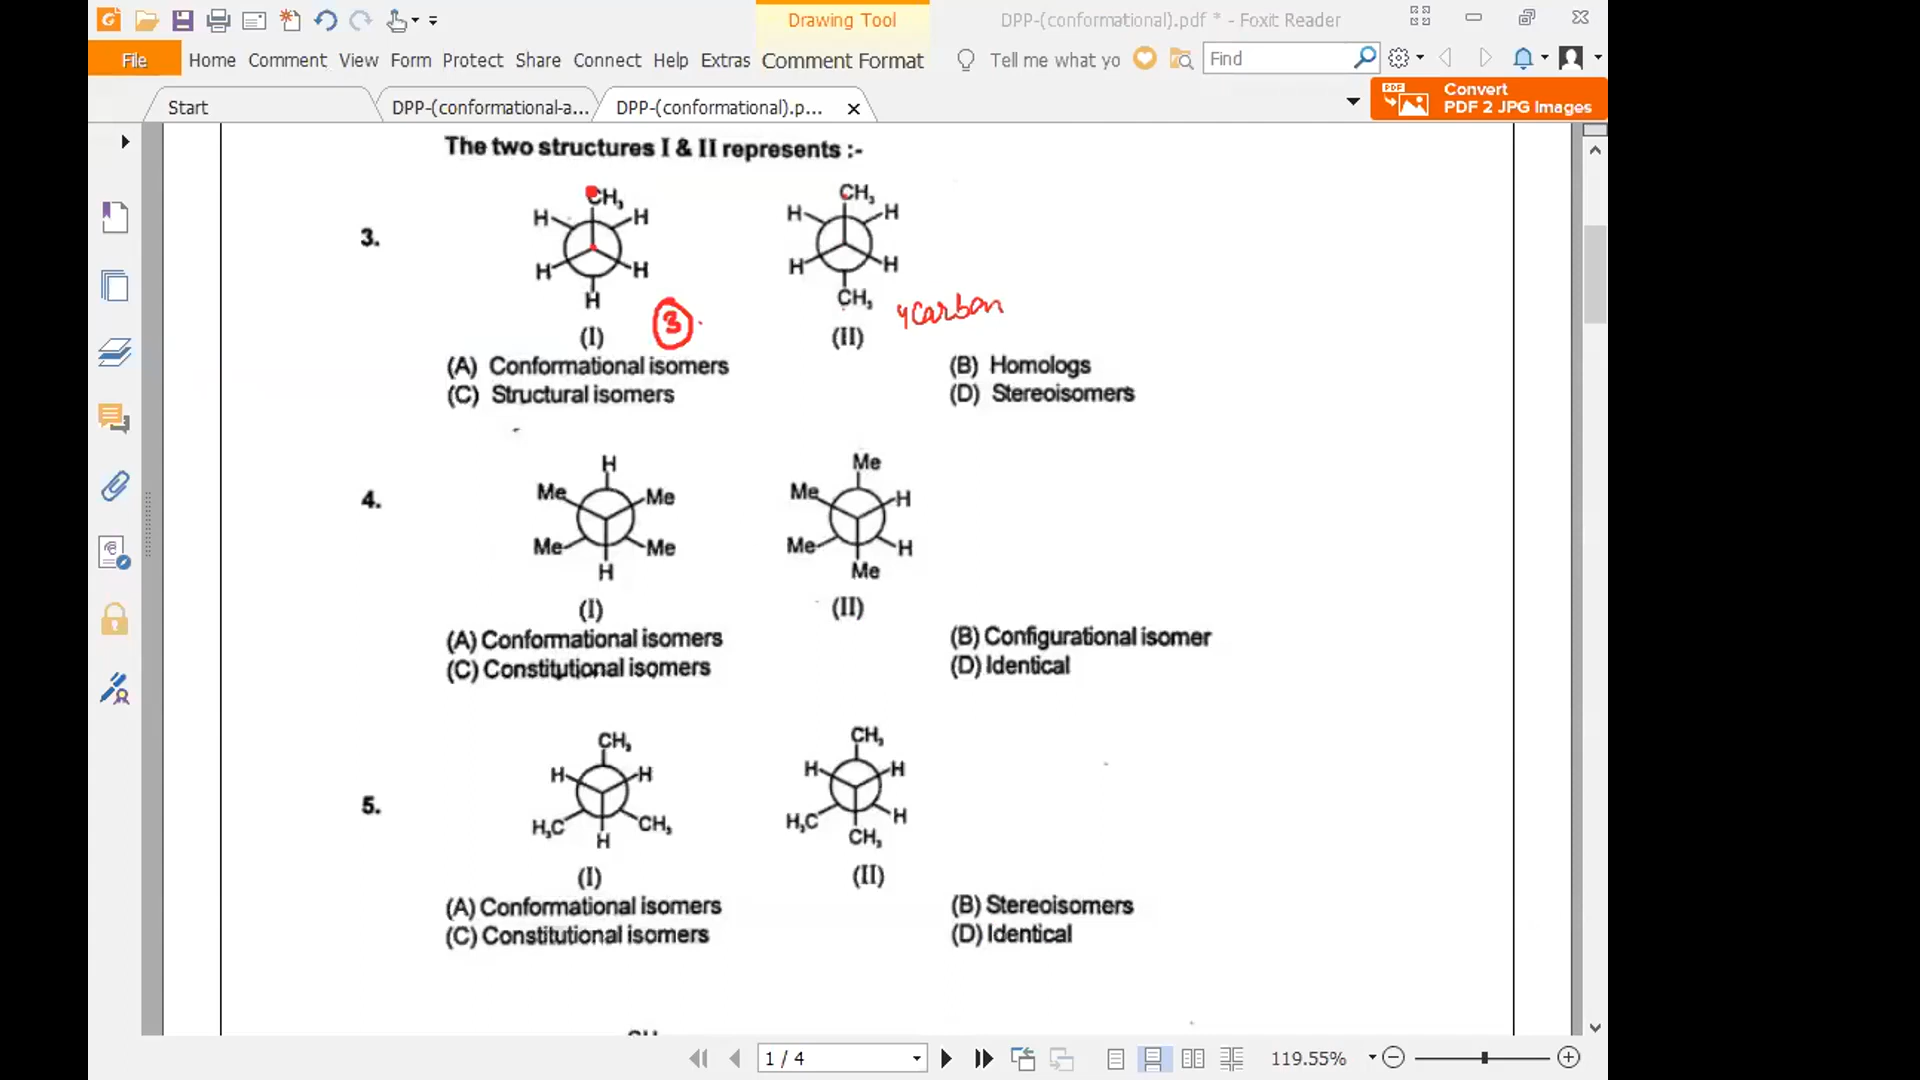 Drawing Tool
DPP-(conformational).pdf * - Foxit Reader
File Home Comment View Form Protect Share Connect Help Extras Comment Format Tell me what yo Find
Start DPP-(conformational-a... DPP-(conformational).p...
Convert
PDF 2 JPG Images
The two structures I & II represents :-
3.
CH₃ H H H H H
(I)
3
CH₃ H H H H CH₃
(II)
4carbon
(A) Conformational isomers (B) Homologs
(C) Structural isomers (D) Stereoisomers
4.
H Me Me Me Me H
(I)
Me Me H Me H Me
(II)
(A) Conformational isomers (B) Configurational isomer
(C) Constitutional isomers (D) Identical
5.
CH₃ H H H₃C CH₃ H
(I)
CH₃ H H H₃C H CH₃
(II)
(A) Conformational isomers (B) Stereoisomers
(C) Constitutional isomers (D) Identical
1 / 4
119.55%